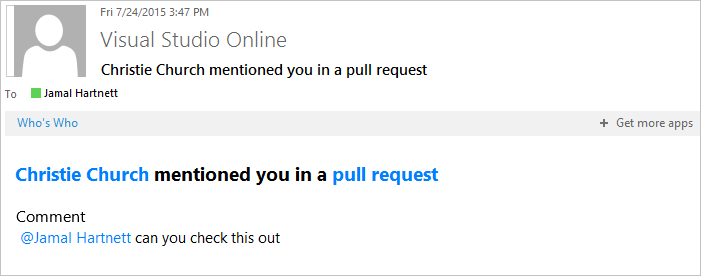 Fri 7/24/2015 3:47 PM
Visual Studio Online
Christie Church mentioned you in a pull request
To Jamal Hartnett
Who's Who + Get more apps
Christie Church mentioned you in a pull request
Comment
@Jamal Hartnett can you check this out